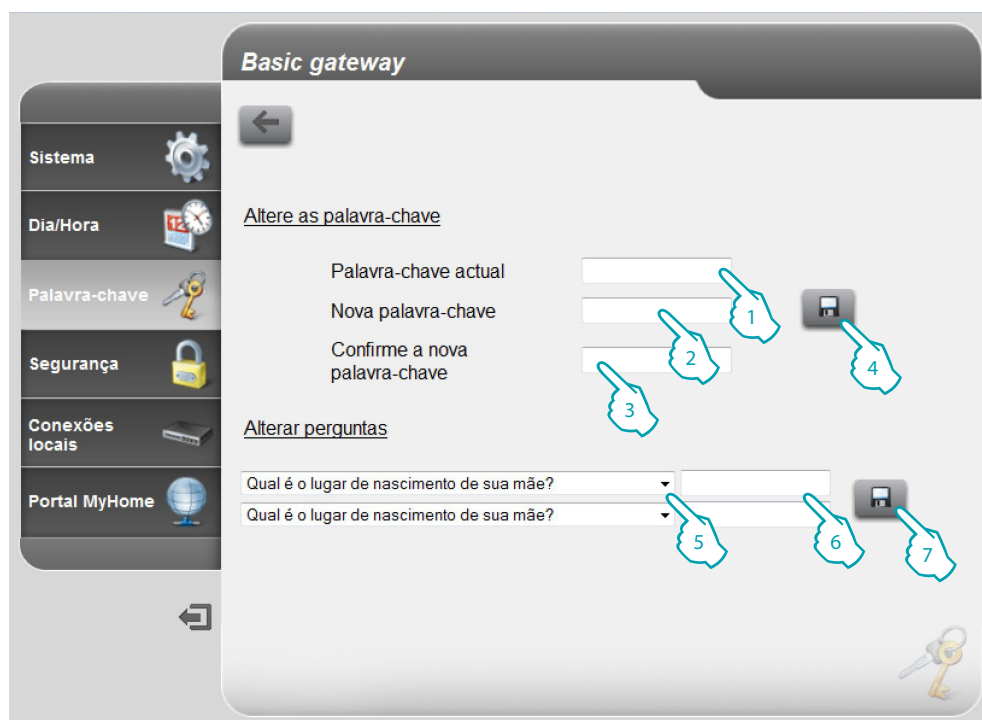 Basic gateway
Sistema
Dia/Hora
12
Palavra-chave
Segurança
Conexões
locais
Portal MyHome
Altere as palavra-chave
Palavra-chave actual
1
Nova palavra-chave
2
Confirme a nova
palavra-chave
3
4
Alterar perguntas
Qual é o lugar de nascimento de sua mãe?
Qual é o lugar de nascimento de sua mãe?
5
6
7